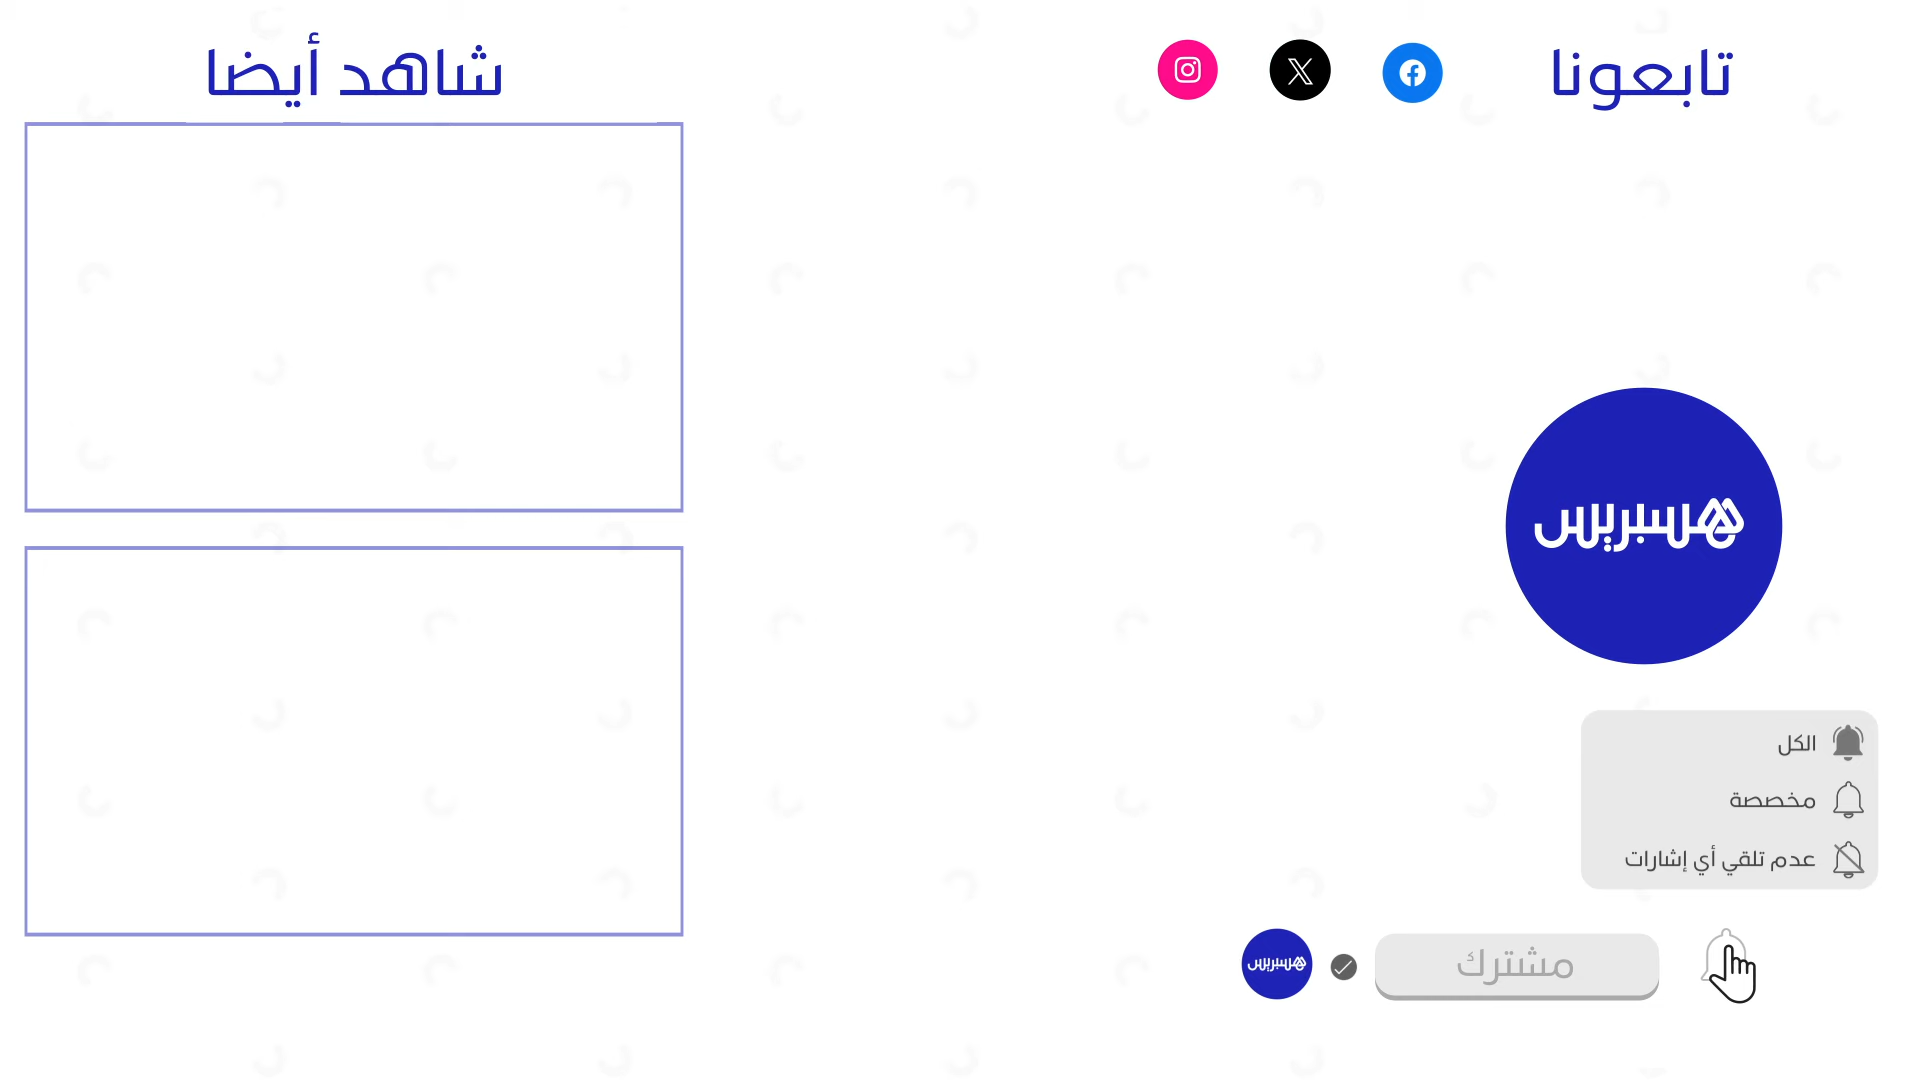 تابعونا
شاهد أيضا
هسبريس
الكل
مخصصة
عدم تلقي أي إشارات
هسبريس
مشترك